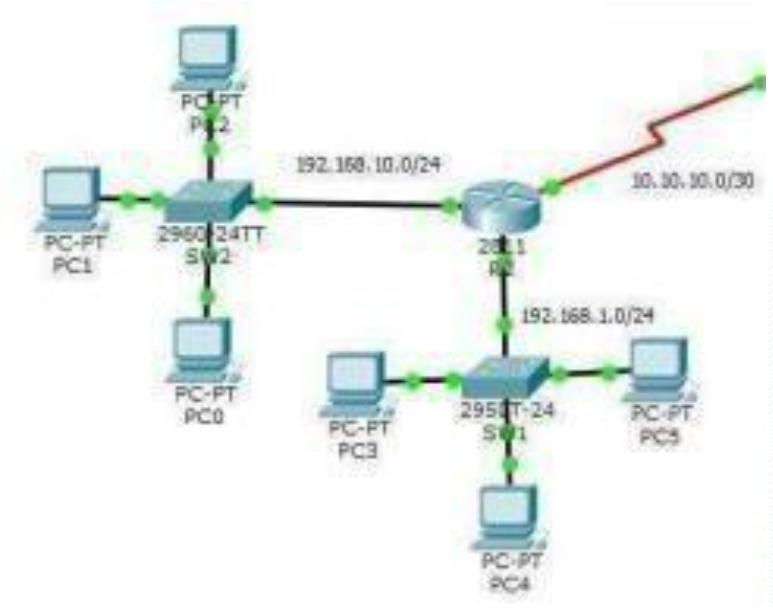 PC-PT
PC2
192.168.10.0/24
10.10.10.0/30
PC-PT
PC1
2960-24TT
SW2
2811
192.168.1.0/24
PC-PT
PC0
PC-PT
PC3
2950T-24
SW1
PC-PT
PC5
PC-PT
PC4